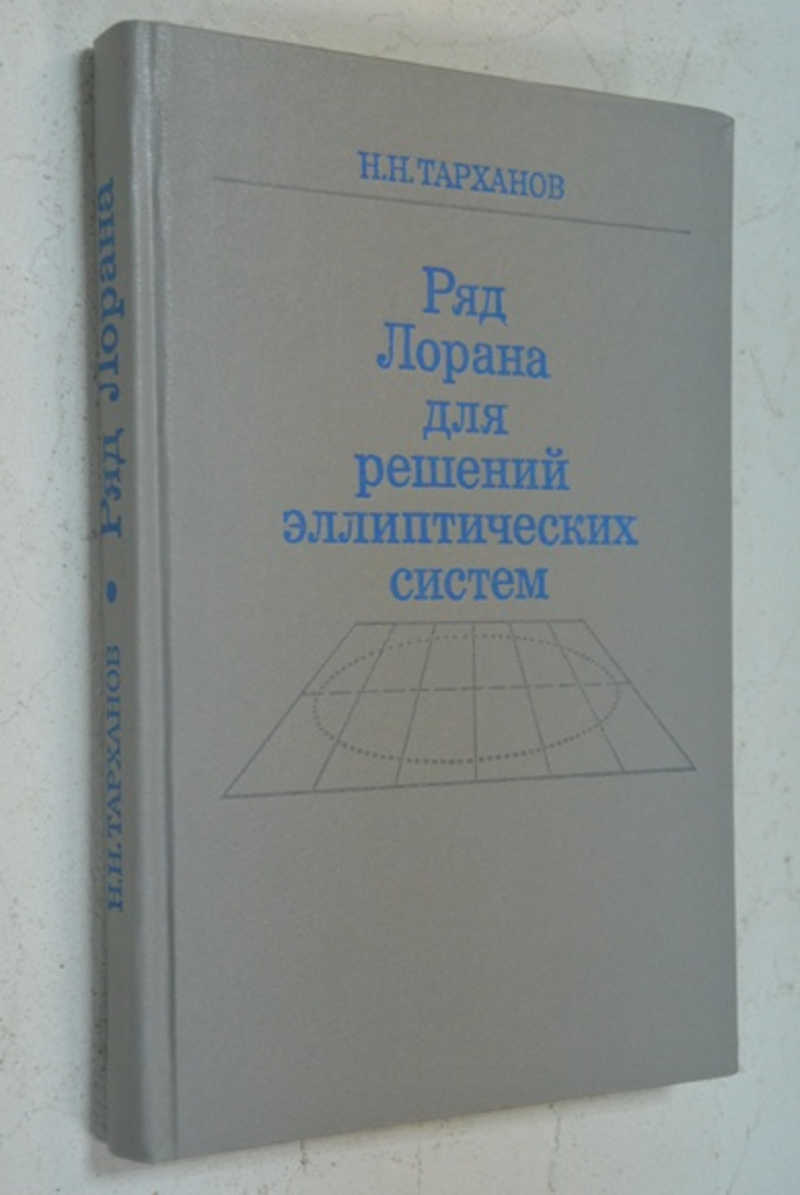 Н.Н.ТАРХАНОВ
Ряд
Лорана
для
решений
эллиптических
систем
Н.Н.ТАРХАНОВ • Ряд Лорана